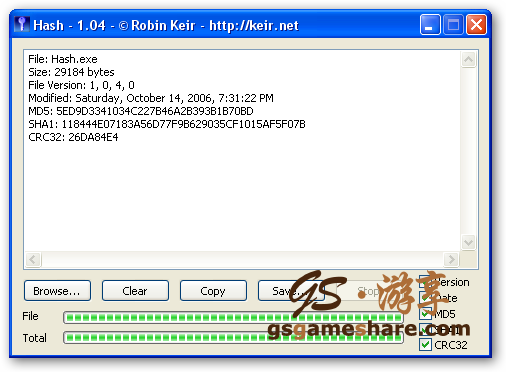 Hash - 1.04 - © Robin Keir - http://keir.net
File: Hash.exe
Size: 29184 bytes
File Version: 1, 0, 4, 0
Modified: Saturday, October 14, 2006, 7:31:22 PM
MD5: 5ED9D3341034C227B46A2B393B1B70BD
SHA1: 118444E07183A56D77F9B629035CF1015AF5F07B
CRC32: 26DA84E4
Browse...
Clear
Copy
Save...
Stop
Version
Date
MD5
SHA1
CRC32
File
Total
GS·游享
gsgameshare.com